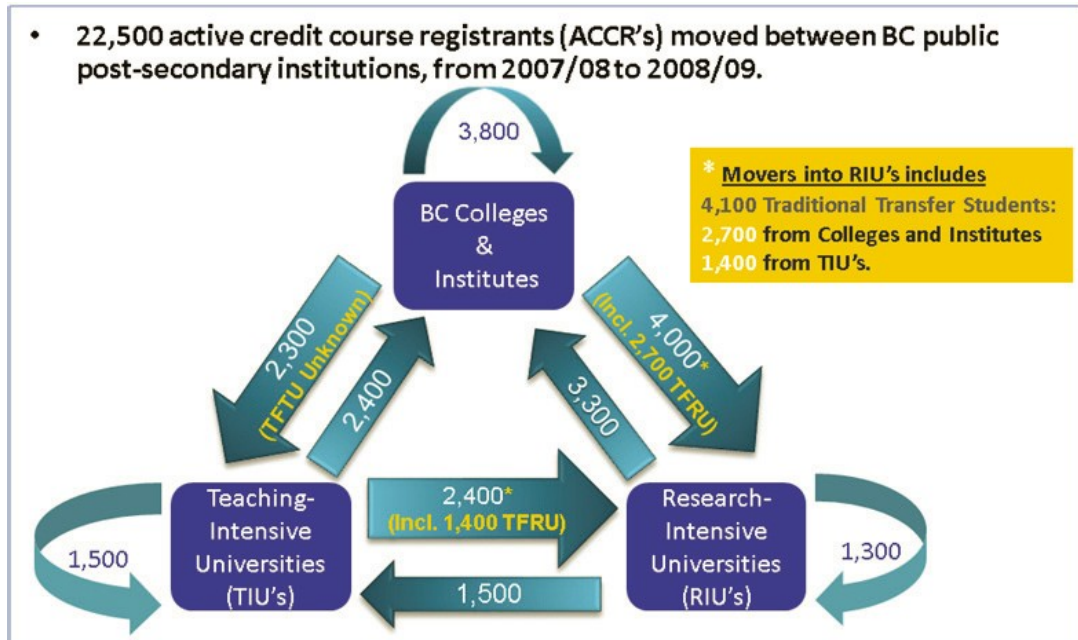 • 22,500 active credit course registrants (ACCR's) moved between BC public
post-secondary institutions, from 2007/08 to 2008/09.
3,800
* Movers into RIU's includes
4,100 Traditional Transfer Students:
2,700 from Colleges and Institutes
1,400 from TIU's.
BC Colleges
&
Institutes
2,300
(TFTU Unknown)
2,400
4,000*
(Incl. 2,700 TFRU)
3,300
Teaching-
Intensive
Universities
(TIU's)
1,500
2,400*
(Incl. 1,400 TFRU)
1,500
Research-
Intensive
Universities
(RIU's)
1,300